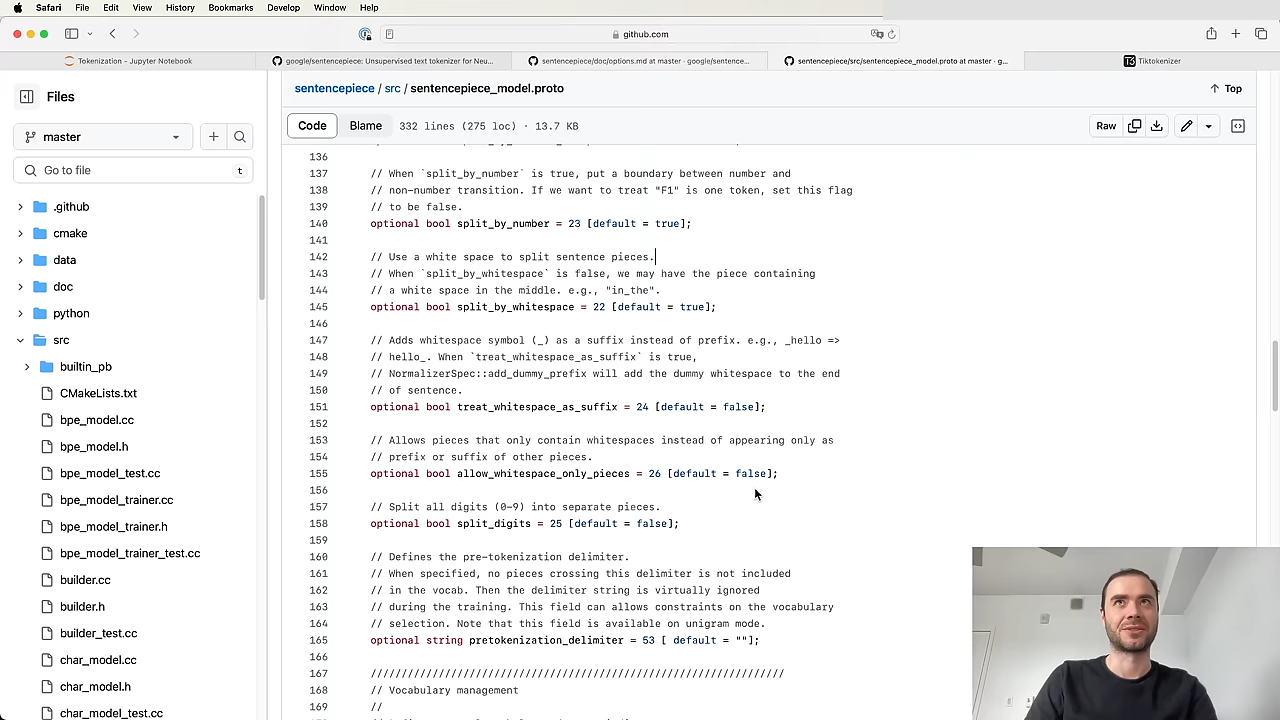 Safari File Edit View History Bookmarks Develop Window Help
github.com
Tokenization - Jupyter Notebook
google/sentencepiece: Unsupervised text tokenizer for Neu...
sentencepiece/doc/options.md at master · google/sentence...
sentencepiece/src/sentencepiece_model.proto at master · g...
Tiktokenizer
Files
master
Go to file
t
.github
cmake
data
doc
python
src
builtin_pb
CMakeLists.txt
bpe_model.cc
bpe_model.h
bpe_model_test.cc
bpe_model_trainer.cc
bpe_model_trainer.h
bpe_model_trainer_test.cc
builder.cc
builder.h
builder_test.cc
char_model.cc
char_model.h
char_model_test.cc
sentencepiece / src / sentencepiece_model.proto
Top
Code Blame 332 lines (275 loc) · 13.7 KB
Raw
136
137 // When `split_by_number` is true, put a boundary between number and
138 // non-number transition. If we want to treat "F1" is one token, set this flag
139 // to be false.
140 optional bool split_by_number = 23 [default = true];
141
142 // Use a white space to split sentence pieces.
143 // When `split_by_whitespace` is false, we may have the piece containing
144 // a white space in the middle. e.g., "in_the".
145 optional bool split_by_whitespace = 22 [default = true];
146
147 // Adds whitespace symbol (_) as a suffix instead of prefix. e.g., _hello =>
148 // hello_. When `treat_whitespace_as_suffix` is true,
149 // NormalizerSpec::add_dummy_prefix will add the dummy whitespace to the end
150 // of sentence.
151 optional bool treat_whitespace_as_suffix = 24 [default = false];
152
153 // Allows pieces that only contain whitespaces instead of appearing only as
154 // prefix or suffix of other pieces.
155 optional bool allow_whitespace_only_pieces = 26 [default = false];
156
157 // Split all digits (0-9) into separate pieces.
158 optional bool split_digits = 25 [default = false];
159
160 // Defines the pre-tokenization delimiter.
161 // When specified, no pieces crossing this delimiter is not included
162 // in the vocab. Then the delimiter string is virtually ignored
163 // during the training. This field can allows constraints on the vocabulary
164 // selection. Note that this field is available on unigram mode.
165 optional string pretokenization_delimiter = 53 [ default = ""];
166
167 ////////////////////////////////////////////////////////////////////
168 // Vocabulary management
169 //